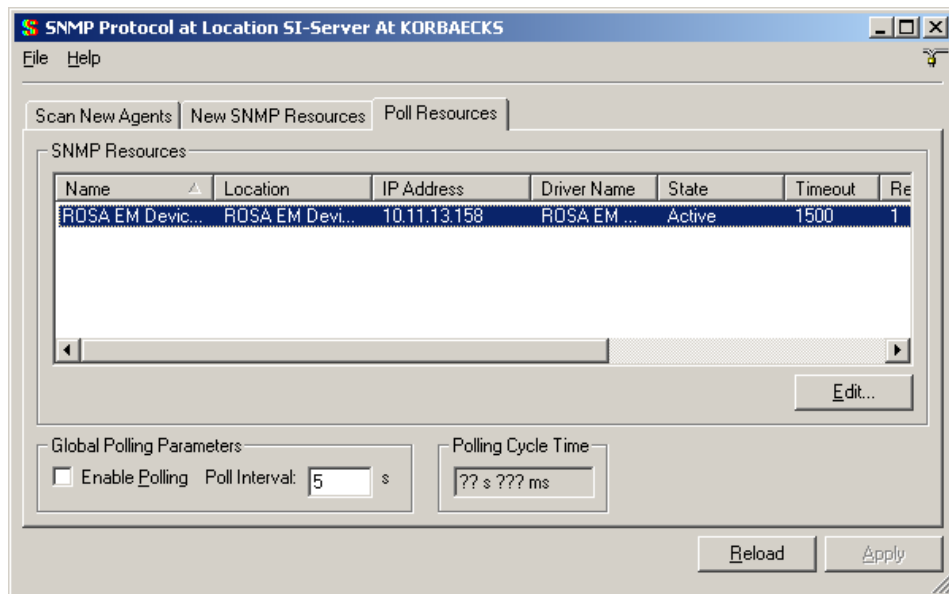 SNMP Protocol at Location SI-Server At KORBAECKS
File Help
Scan New Agents New SNMP Resources Poll Resources
SNMP Resources
Name Location IP Address Driver Name State Timeout Re
ROSA EM Devic... ROSA EM Devi... 10.11.13.158 ROSA EM ... Active 1500 1
Edit...
Global Polling Parameters Polling Cycle Time
Enable Polling Poll Interval: 5 s ?? s ??? ms
Reload Apply